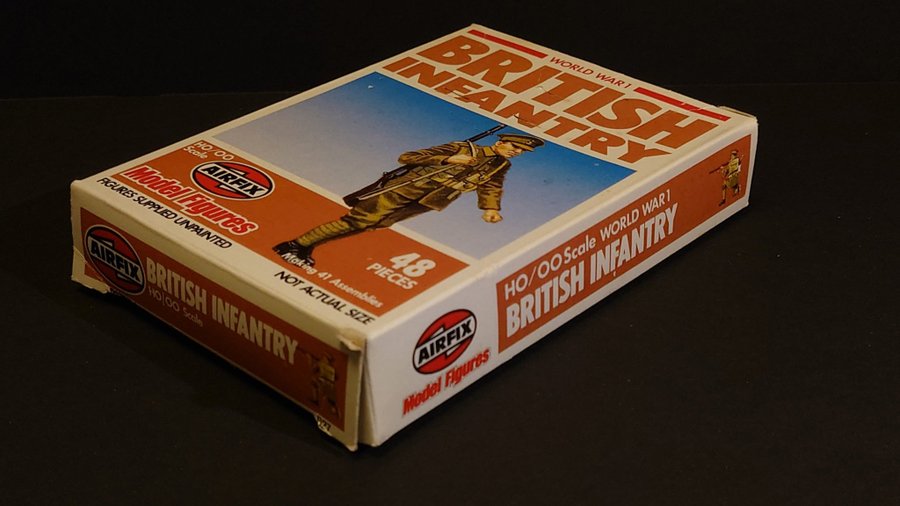 WORLD WAR 1
BRITISH
INFANTRY
HO/OO
Scale
AIRFIX
Model Figures
FIGURES SUPPLIED UNPAINTED
48
PIECES
Making 41 Assemblies
NOT ACTUAL SIZE
AIRFIX
BRITISH INFANTRY
HO/OO Scale
AIRFIX
Model Figures
HO/OO Scale WORLD WAR 1
BRITISH INFANTRY